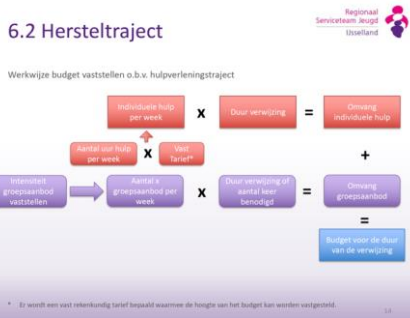 Regionaal
Serviceteam Jeugd
IJsselland
6.2 Hersteltraject
Werkwijze budget vaststellen o.b.v. hulpverleningstraject
Individuele hulp
per week
x
Duur verwijzing
=
Omvang
individuele hulp
Aantal uur hulp
per week
x
Vast
Tarief*
+
Intensiteit
groepsaanbod
vaststellen
Aantal x
groepsaanbod per
week
x
Duur verwijzing of
aantal keer
benodigd
=
Omvang
groepsaanbod
=
Budget voor de duur
van de verwijzing
* Er wordt een vast rekenkundig tarief bepaald waarmee de hoogte van het budget kan worden vastgesteld.
14